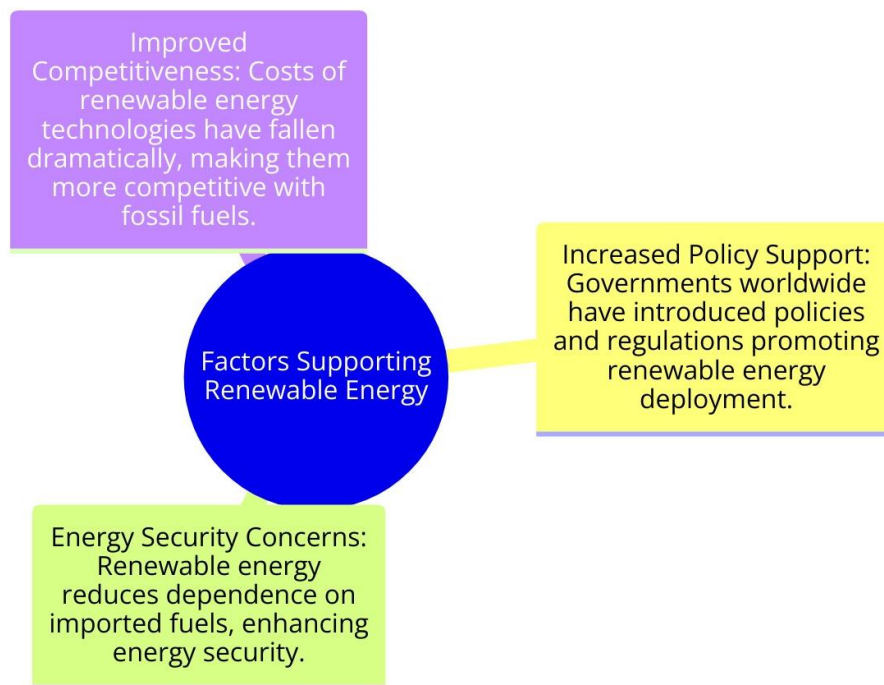 Improved
Competitiveness: Costs of
renewable energy
technologies have fallen
dramatically, making them
more competitive with
fossil fuels.
Increased Policy Support:
Governments worldwide
have introduced policies
and regulations promoting
renewable energy
deployment.
Factors Supporting
Renewable Energy
Energy Security Concerns:
Renewable energy
reduces dependence on
imported fuels, enhancing
energy security.